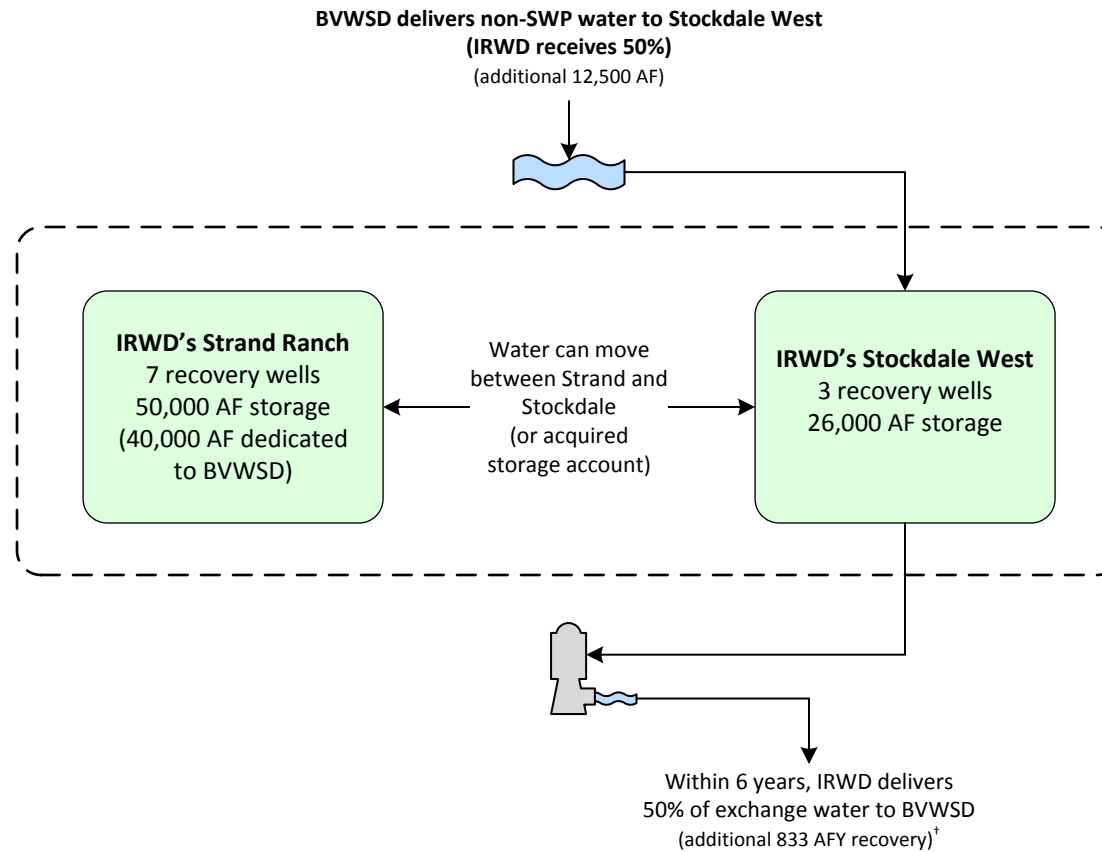 BVWSD delivers non-SWP water to Stockdale West
(IRWD receives 50%)
(additional 12,500 AF)
IRWD’s Strand Ranch
7 recovery wells
50,000 AF storage
(40,000 AF dedicated
to BVWSD)
Water can move
between Strand and
Stockdale
(or acquired
storage account)
IRWD’s Stockdale West
3 recovery wells
26,000 AF storage
Within 6 years, IRWD delivers
50% of exchange water to BVWSD
(additional 833 AFY recovery)†